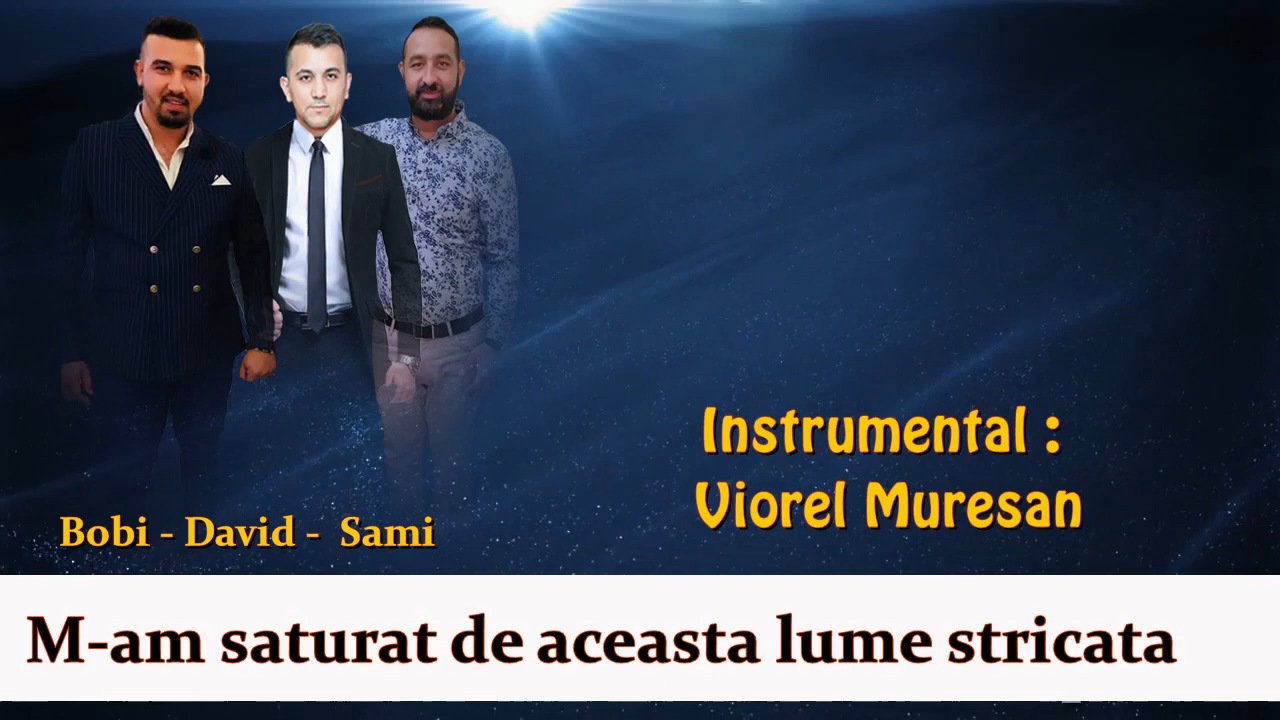 Instrumental :
Viorel Muresan
Bobi - David - Sami
M-am saturat de aceasta lume stricata